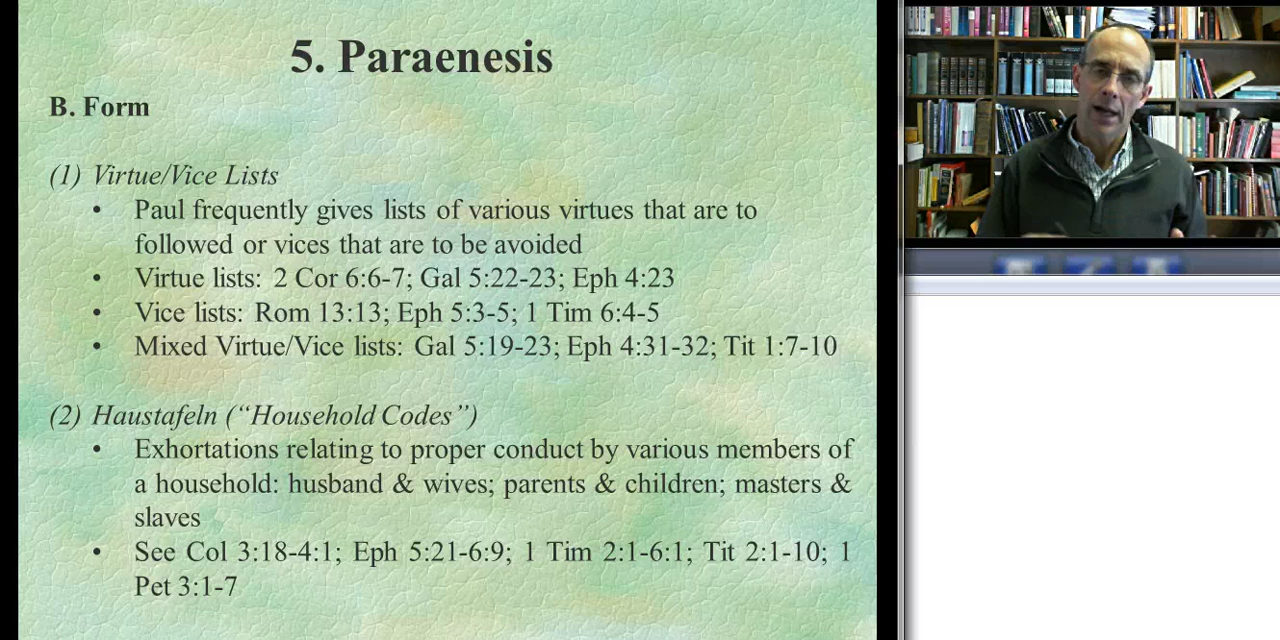 5. Paraenesis
B. Form
(1) Virtue/Vice Lists
• Paul frequently gives lists of various virtues that are to
followed or vices that are to be avoided
• Virtue lists: 2 Cor 6:6-7; Gal 5:22-23; Eph 4:23
• Vice lists: Rom 13:13; Eph 5:3-5; 1 Tim 6:4-5
• Mixed Virtue/Vice lists: Gal 5:19-23; Eph 4:31-32; Tit 1:7-10
(2) Haustafeln (“Household Codes”)
• Exhortations relating to proper conduct by various members of
a household: husband & wives; parents & children; masters &
slaves
• See Col 3:18-4:1; Eph 5:21-6:9; 1 Tim 2:1-6:1; Tit 2:1-10; 1
Pet 3:1-7